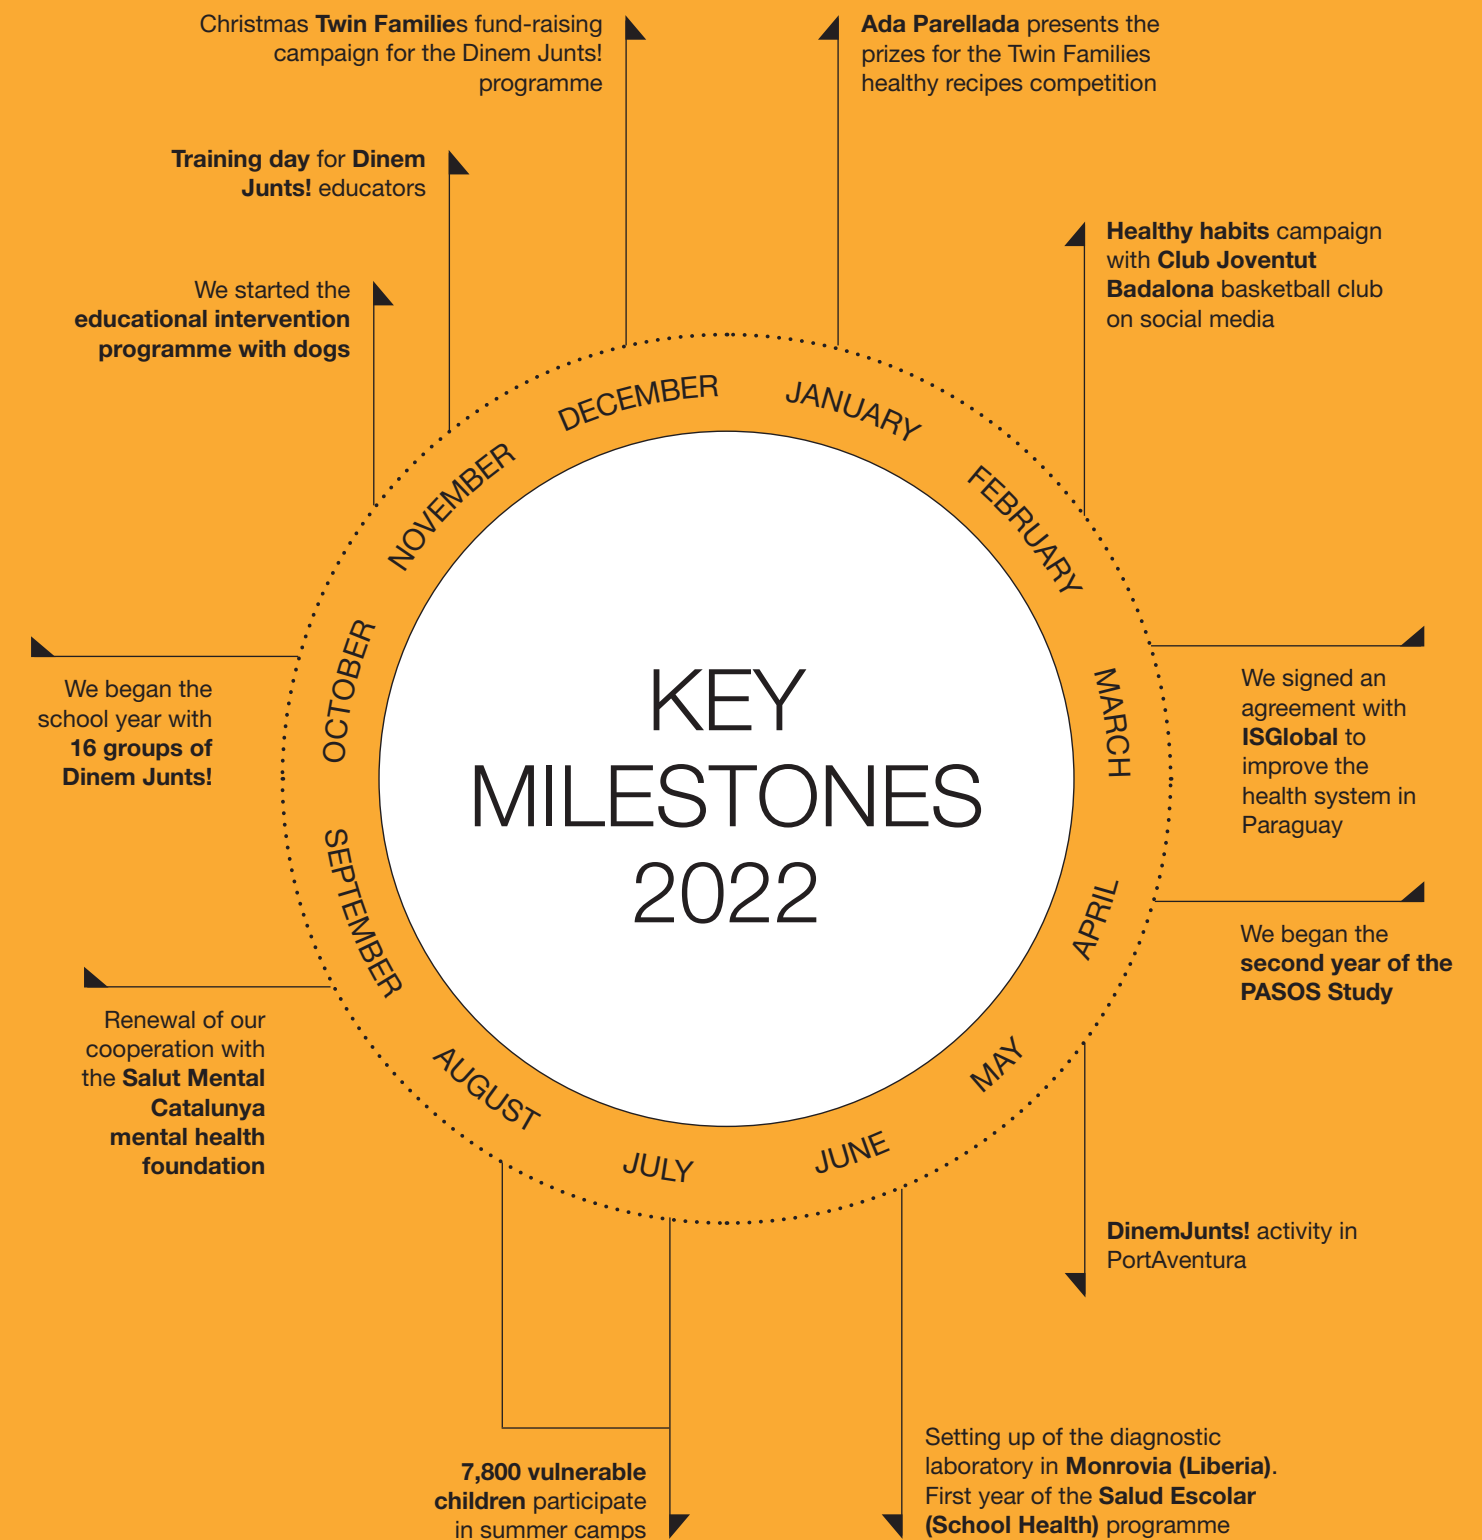 Christmas Twin Families fund-raising
campaign for the Dinem Junts!
programme
Ada Parellada presents the
prizes for the Twin Families
healthy recipes competition
Training day for Dinem
Junts! educators
Healthy habits campaign
with Club Joventut
Badalona basketball club
on social media
We started the
educational intervention
programme with dogs
DECEMBER
JANUARY
NOVEMBER
FEBRUARY
OCTOBER
MARCH
KEY
MILESTONES
2022
We began the
school year with
16 groups of
Dinem Junts!
We signed an
agreement with
ISGlobal to
improve the
health system in
Paraguay
SEPTEMBER
APRIL
We began the
second year of the
PASOS Study
Renewal of our
cooperation with
the Salut Mental
Catalunya
mental health
foundation
AUGUST
MAY
JULY
JUNE
DinemJunts! activity in
PortAventura
7,800 vulnerable
children participate
in summer camps
Setting up of the diagnostic
laboratory in Monrovia (Liberia).
First year of the Salud Escolar
(School Health) programme